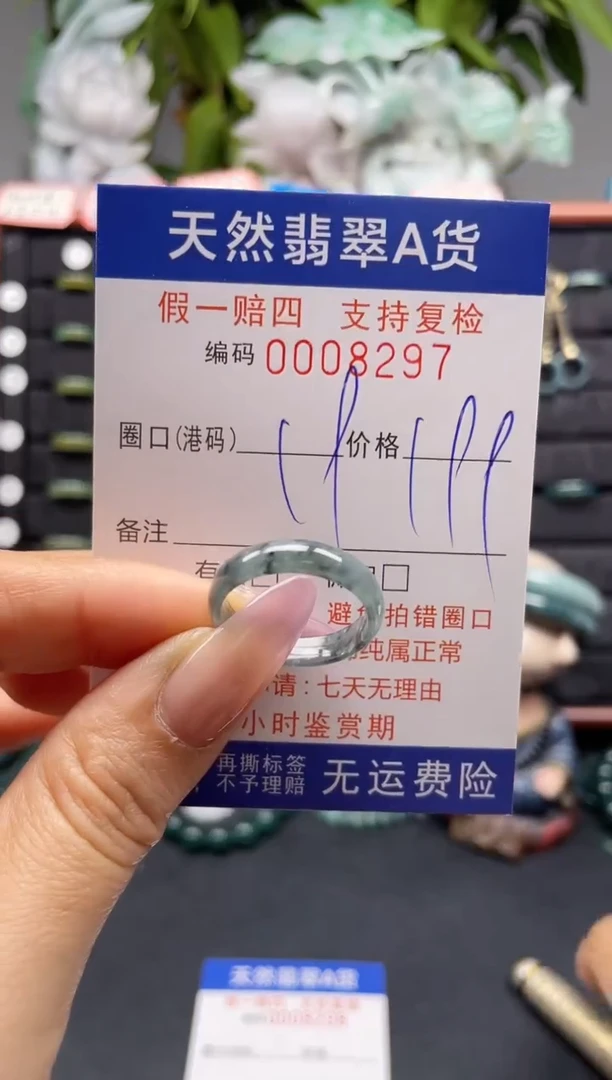 天然翡翠A货
假一赔四 支持复检
编码 0008297
圈口(港码) 价格
备注
有
避免拍错圈口
纯属正常
请:七天无理由
小时鉴赏期
再撕标签
不予理赔
无运费险
天然翡翠A货